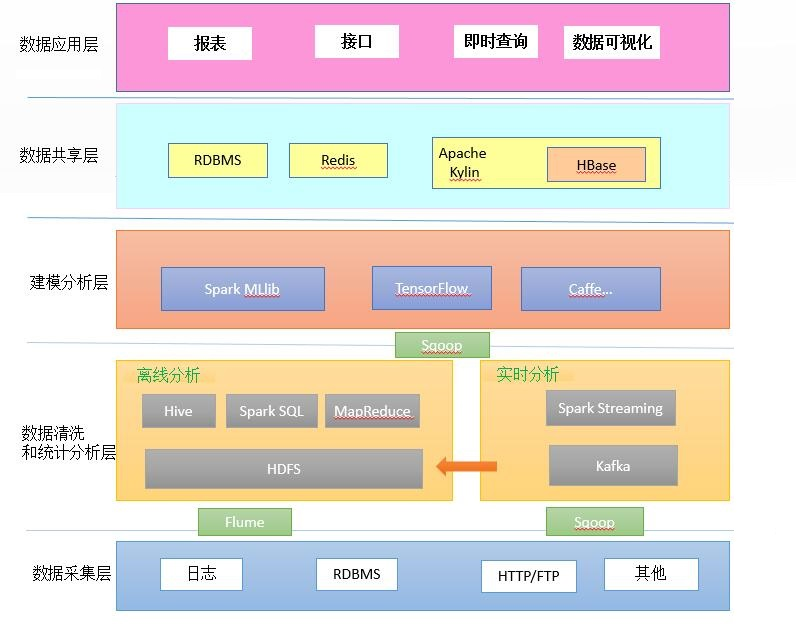 数据应用层
报表
接口
即时查询
数据可视化
数据共享层
RDBMS
Redis
Apache
Kylin
HBase
建模分析层
Spark MLlib
TensorFlow
Caffe...
Sqoop
离线分析
实时分析
Hive
Spark SQL
MapReduce
Spark Streaming
数据清洗
和统计分析层
HDFS
Kafka
Flume
Sqoop
数据采集层
日志
RDBMS
HTTP/FTP
其他